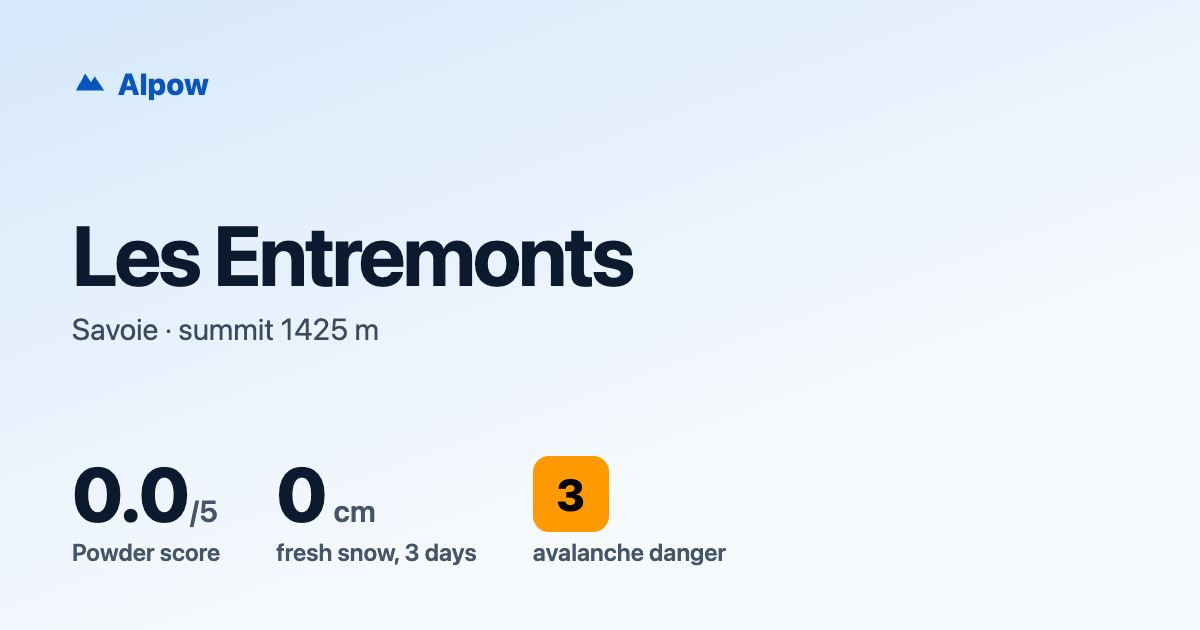 Alpow
Les Entremonts
Savoie · summit 1425 m
0.0/5
Powder score
0 cm
fresh snow, 3 days
3
avalanche danger